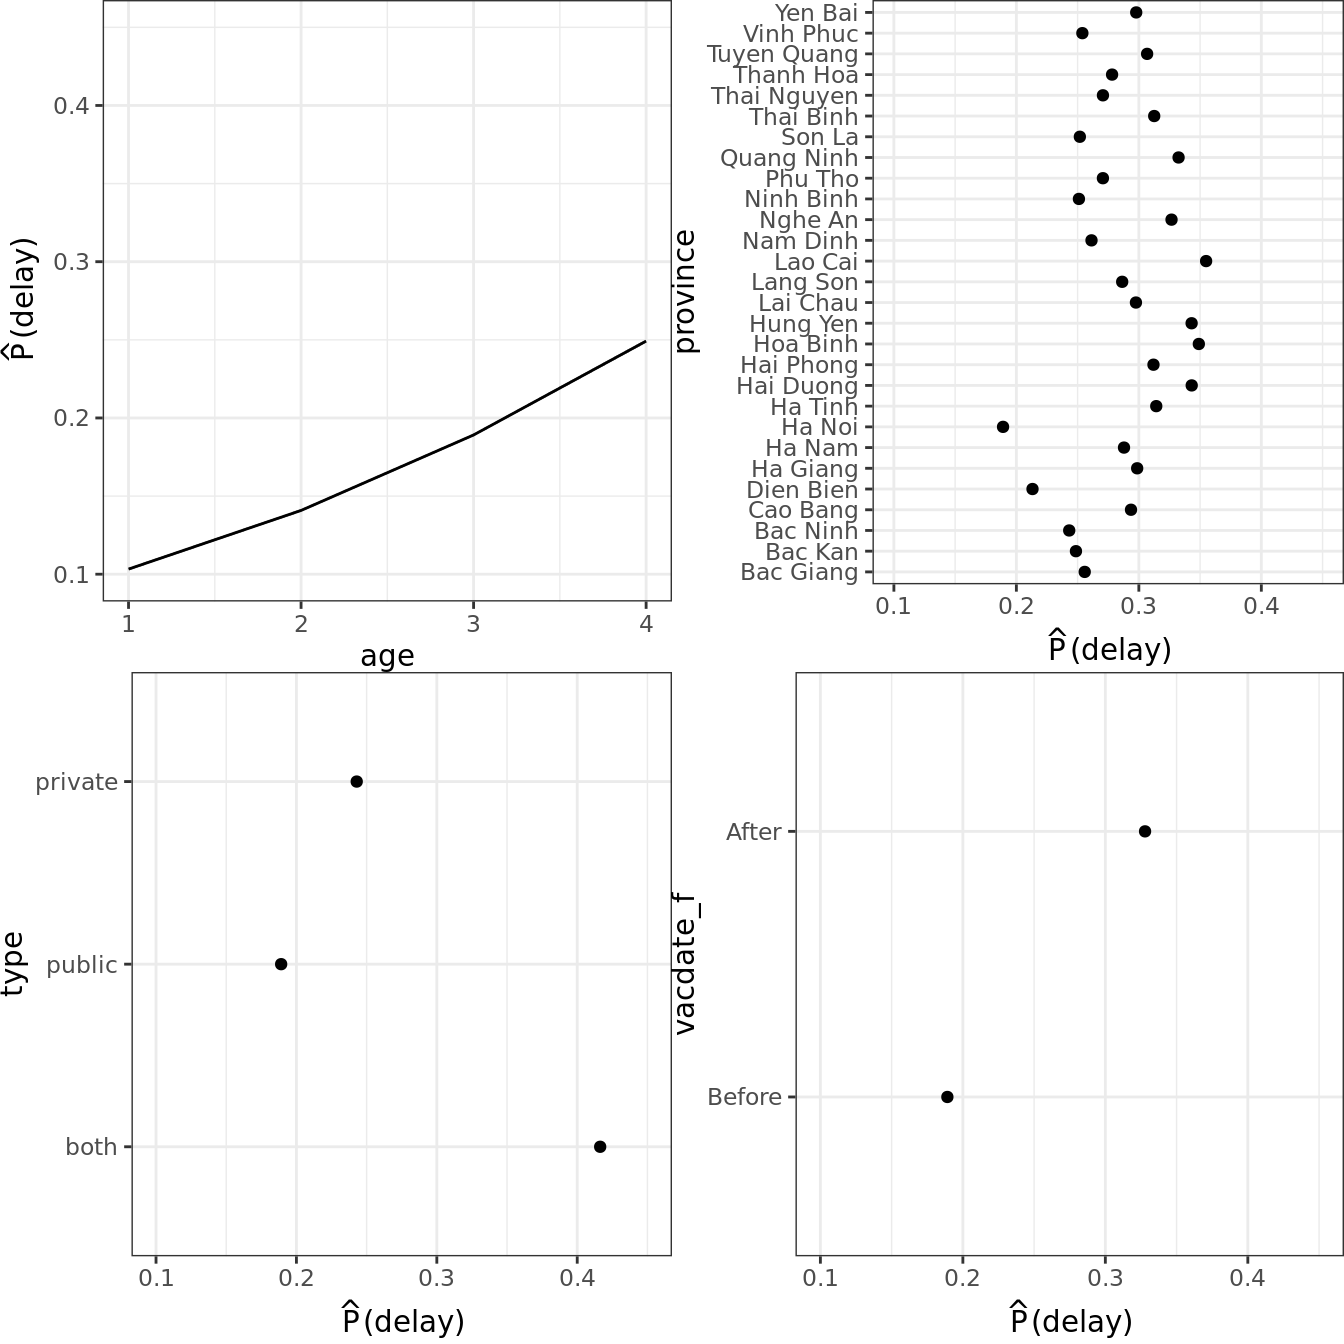 P̂(delay)
0.4
0.3
0.2
0.1
1 2 3 4
age
province
Yen Bai
Vinh Phuc
Tuyen Quang
Thanh Hoa
Thai Nguyen
Thai Binh
Son La
Quang Ninh
Phu Tho
Ninh Binh
Nghe An
Nam Dinh
Lao Cai
Lang Son
Lai Chau
Hung Yen
Hoa Binh
Hai Phong
Hai Duong
Ha Tinh
Ha Noi
Ha Nam
Ha Giang
Dien Bien
Cao Bang
Bac Ninh
Bac Kan
Bac Giang
0.1 0.2 0.3 0.4
P̂(delay)
type
private
public
both
0.1 0.2 0.3 0.4
P̂(delay)
vacdate_f
After
Before
0.1 0.2 0.3 0.4
P̂(delay)